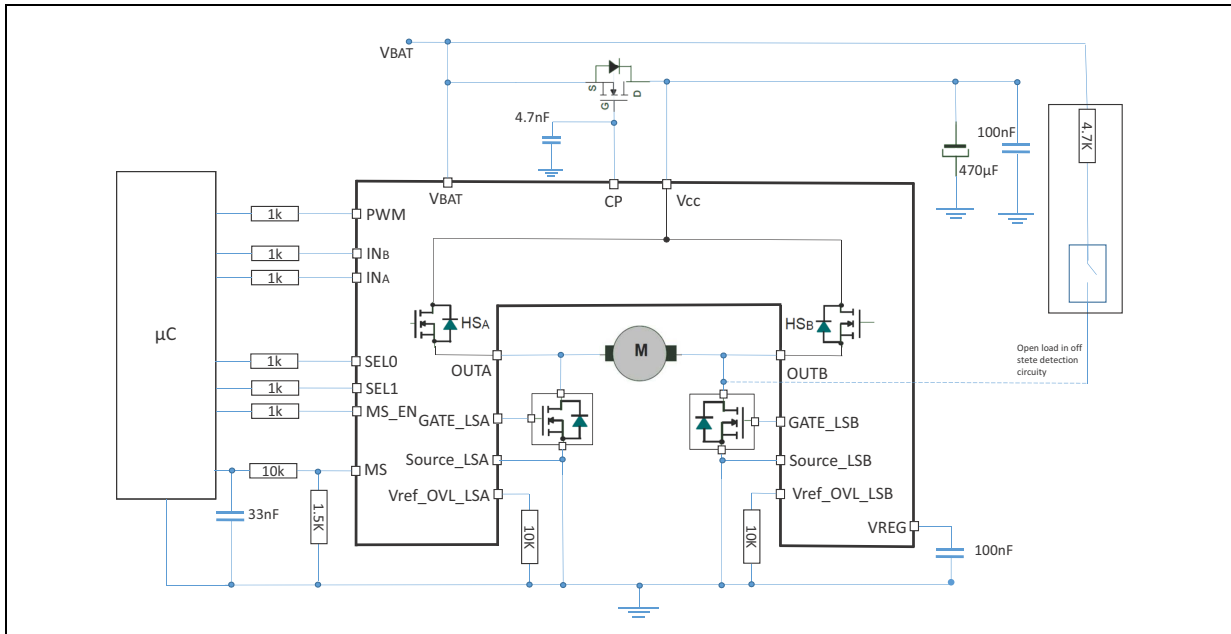 VBAT
S
D
G
4.7nF
4.7K
100nF
470µF
VBAT
CP
Vcc
1k
PWM
1k
INB
1k
INA
HSA
HSB
µC
M
1k
SEL0
OUTA
OUTB
Open load in off
stete detection
circuity
1k
SEL1
1k
MS_EN
GATE_LSA
GATE_LSB
Source_LSA
Source_LSB
10k
MS
Vref_OVL_LSA
Vref_OVL_LSB
33nF
1.5K
10K
10K
VREG
100nF